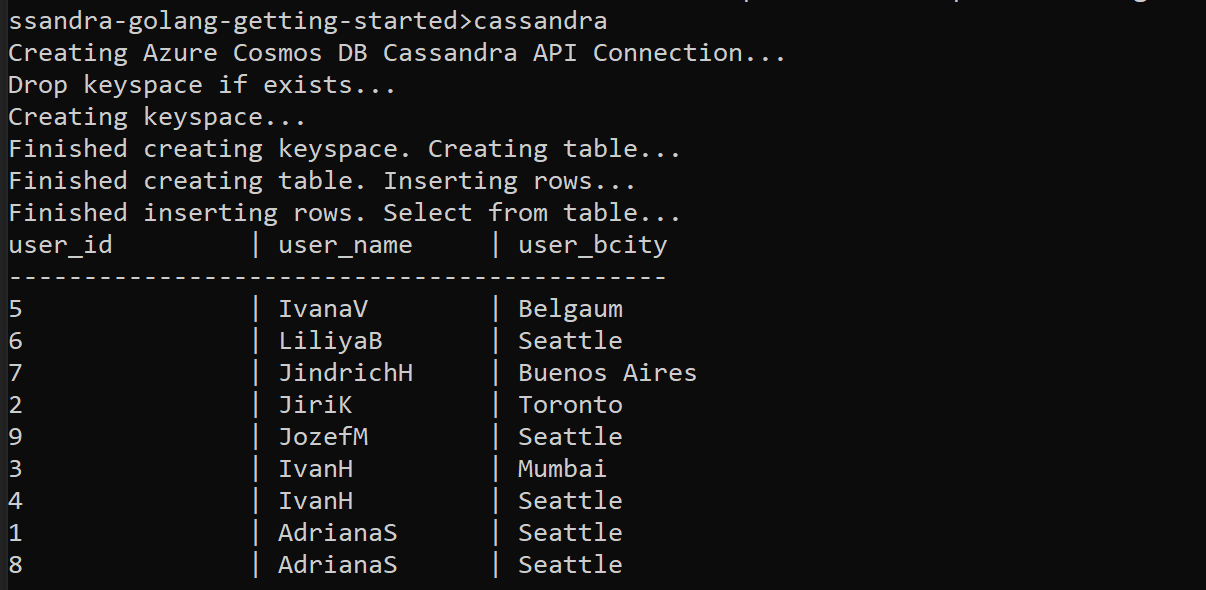 ssandra-golang-getting-started>cassandra
Creating Azure Cosmos DB Cassandra API Connection...
Drop keyspace if exists...
Creating keyspace...
Finished creating keyspace. Creating table...
Finished creating table. Inserting rows...
Finished inserting rows. Select from table...
user_id | user_name | user_bcity
--------------------------------------------
5 | IvanaV | Belgaum
6 | LiliyaB | Seattle
7 | JindrichH | Buenos Aires
2 | JiriK | Toronto
9 | JozefM | Seattle
3 | IvanH | Mumbai
4 | IvanH | Seattle
1 | AdrianaS | Seattle
8 | AdrianaS | Seattle